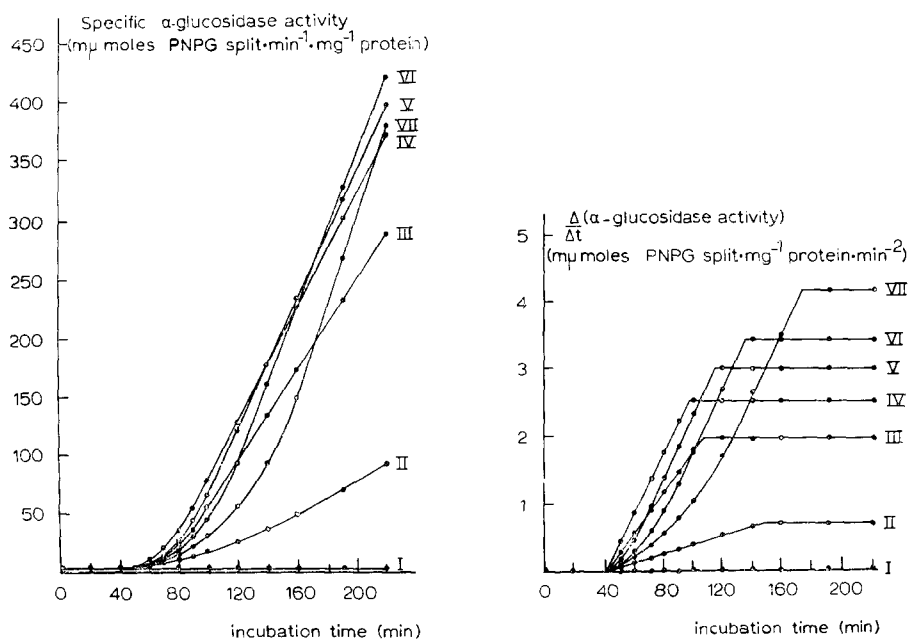 Specific α-glucosidase activity
(mμ moles PNPG split·min⁻¹·mg⁻¹ protein)
450
400
350
300
250
200
150
100
50
VI
V
VII
IV
III
II
I
0 40 80 120 160 200
incubation time (min)
Δ/Δt (α-glucosidase activity)
(mμ moles PNPG split·mg⁻¹ protein·min⁻²)
5
4
3
2
1
VII
VI
V
IV
III
II
I
0 40 80 120 160 200
incubation time (min)